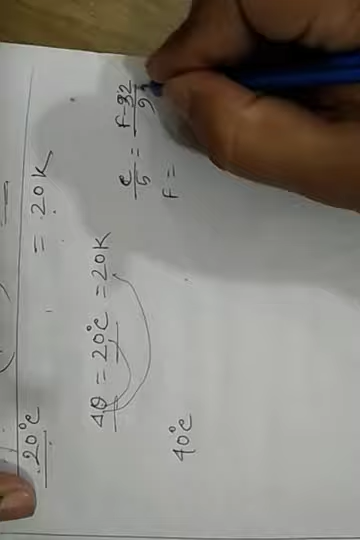 20°C = 20K
40 = 20°C = 20K
40°C
C/5 = F-32/9
F =